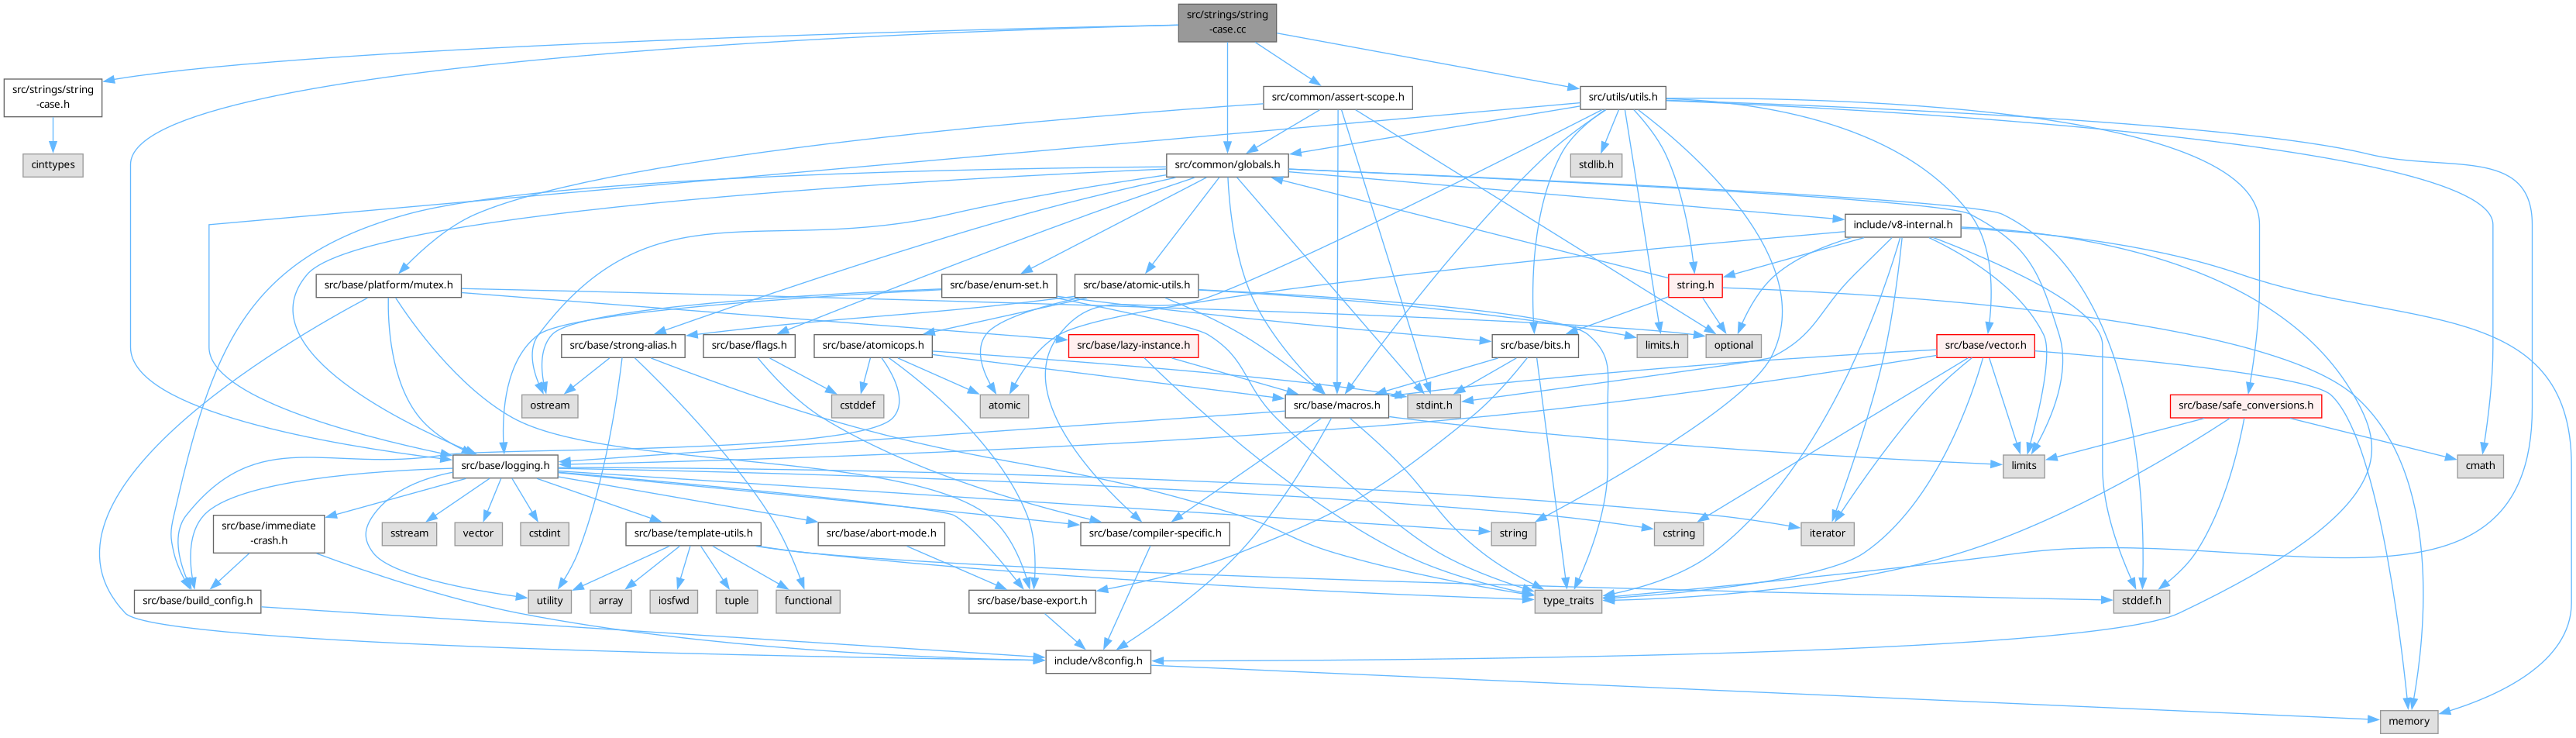 src/strings/string
-case.cc
src/strings/string
-case.h
src/common/assert-scope.h
src/utils/utils.h
cinttypes
src/common/globals.h
stdlib.h
include/v8-internal.h
src/base/platform/mutex.h
src/base/enum-set.h
src/base/atomic-utils.h
string.h
src/base/strong-alias.h
src/base/flags.h
src/base/atomicops.h
src/base/lazy-instance.h
src/base/bits.h
limits.h
optional
src/base/vector.h
ostream
cstddef
atomic
src/base/macros.h
stdint.h
src/base/safe_conversions.h
src/base/logging.h
limits
cmath
src/base/immediate
-crash.h
sstream
vector
cstdint
src/base/template-utils.h
src/base/abort-mode.h
src/base/compiler-specific.h
string
cstring
iterator
src/base/build_config.h
utility
array
iosfwd
tuple
functional
src/base/base-export.h
type_traits
stddef.h
include/v8config.h
memory